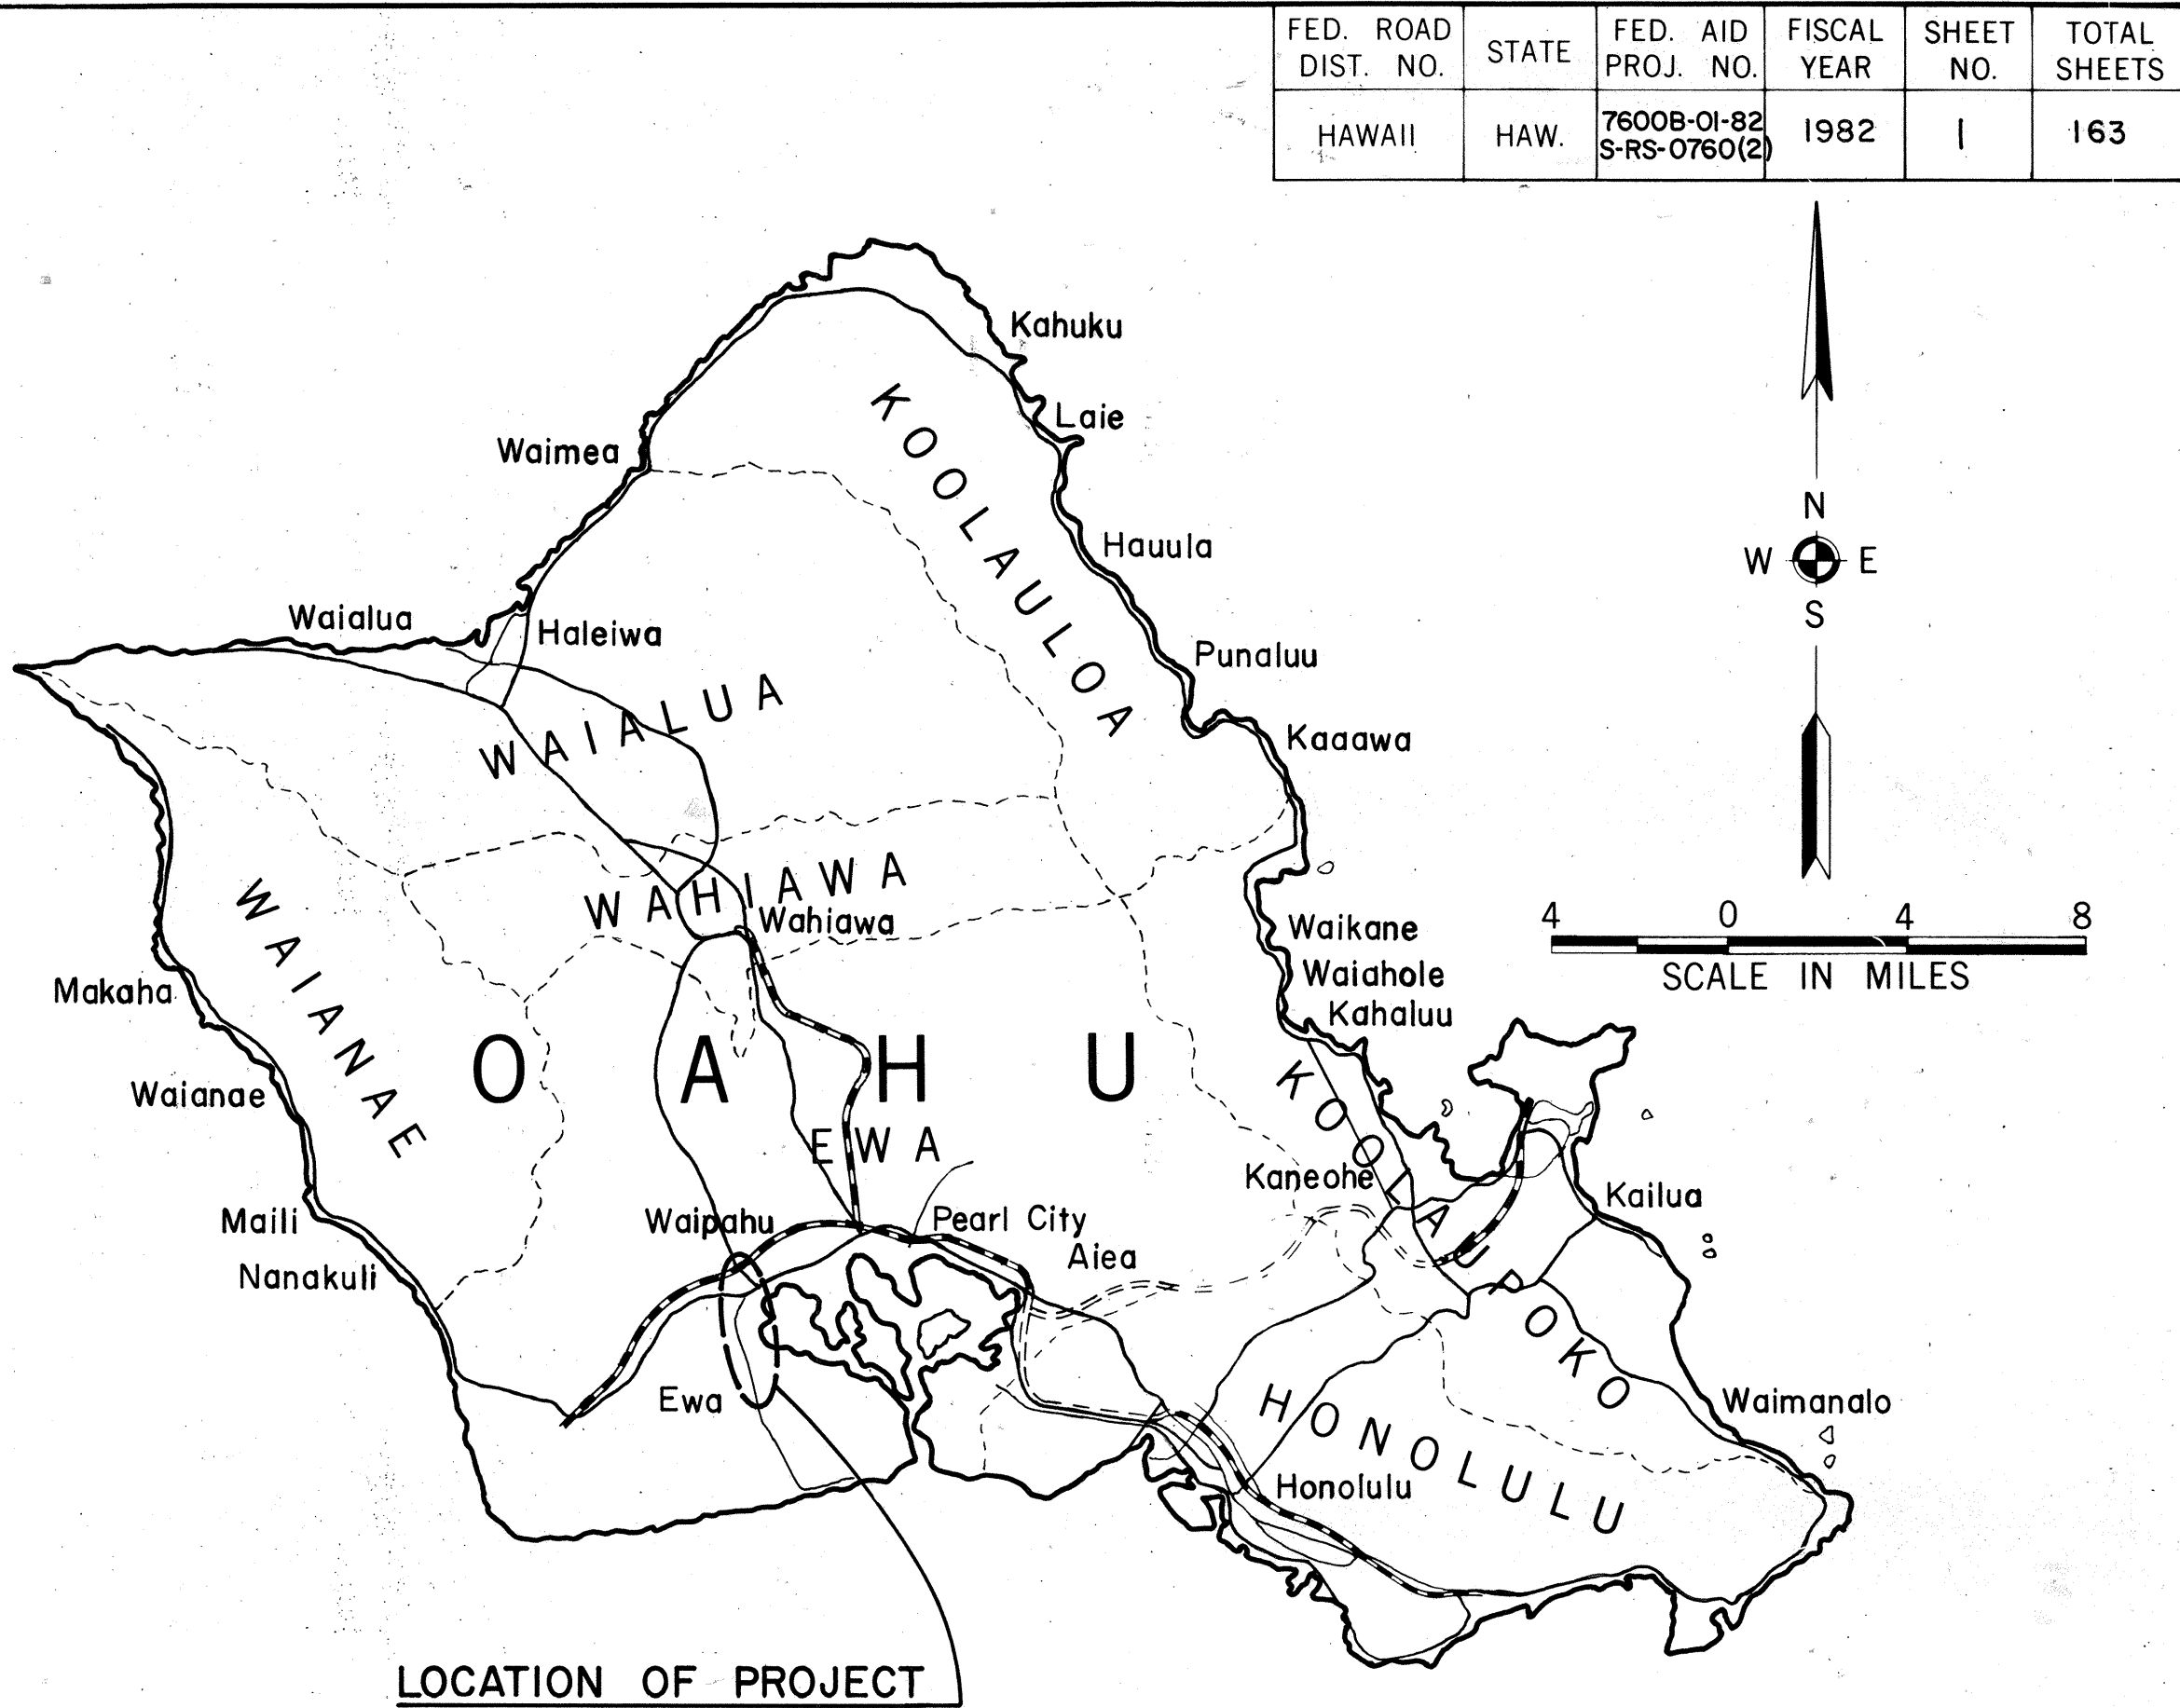 FED. ROAD DIST. NO.
STATE
FED. AID PROJ. NO.
FISCAL YEAR
SHEET NO.
TOTAL SHEETS
HAWAII
HAW.
7600B-01-82
S-RS-0760(2)
1982
1
163
Kahuku
Laie
KOOLAULOA
Waimea
N
W E
S
Hauula
Waialua
Haleiwa
Punaluu
WAIALUA
Kaaawa
WAHIAWA
Wahiawa
WAIANAE
4 0 4 8
SCALE IN MILES
Waikane
Waiahole
Kahaluu
Makaha
OAHU
KOOLAUPOKO
Waianae
EWA
Kaneohe
Kailua
Maili
Waipahu
Pearl City
Aiea
Nanakuli
Ewa
HONOLULU
Waimanalo
Honolulu
LOCATION OF PROJECT